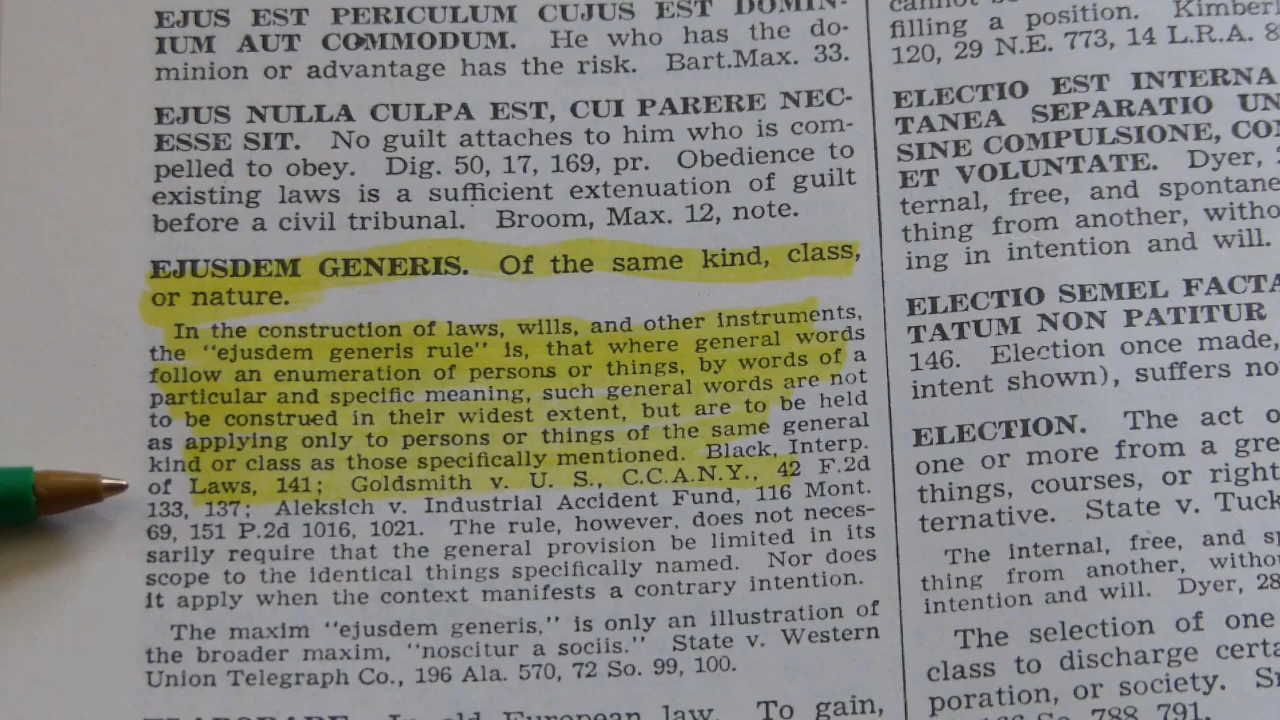 EJUS EST PERICULUM CUJUS EST DOMIN-
IUM AUT COMMODUM. He who has the do-
minion or advantage has the risk. Bart.Max. 33.
EJUS NULLA CULPA EST, CUI PARERE NEC-
ESSE SIT. No guilt attaches to him who is com-
pelled to obey. Dig. 50, 17, 169, pr. Obedience to
existing laws is a sufficient extenuation of guilt
before a civil tribunal. Broom, Max. 12, note.
EJUSDEM GENERIS. Of the same kind, class,
or nature.
In the construction of laws, wills, and other instruments,
the "ejusdem generis rule" is, that where general words
follow an enumeration of persons or things, by words of a
particular and specific meaning, such general words are not
to be construed in their widest extent, but are to be held
as applying only to persons or things of the same general
kind or class as those specifically mentioned. Black, Interp.
of Laws, 141; Goldsmith v. U. S., C.C.A.N.Y., 42 F.2d
133, 137; Aleksich v. Industrial Accident Fund, 116 Mont.
69, 151 P.2d 1016, 1021. The rule, however, does not neces-
sarily require that the general provision be limited in its
scope to the identical things specifically named. Nor does
it apply when the context manifests a contrary intention.
The maxim "ejusdem generis," is only an illustration of
the broader maxim, "noscitur a sociis." State v. Western
Union Telegraph Co., 196 Ala. 570, 72 So. 99, 100.
In old European law. To gain,
filling a position. Kimberl
120, 29 N.E. 773, 14 L.R.A. 8
ELECTIO EST INTERNA
TANEA SEPARATIO UN
SINE COMPULSIONE, CO
ET VOLUNTATE. Dyer,
ternal, free, and spontane
thing from another, witho
ing in intention and will.
ELECTIO SEMEL FACTA
TATUM NON PATITUR
146. Election once made,
intent shown), suffers no
ELECTION. The act o
one or more from a gre
things, courses, or right
ternative. State v. Tuck
The internal, free, and sp
thing from another, witho
intention and will. Dyer, 28
The selection of one
class to discharge certa
poration, or society. S
So. 788, 791.